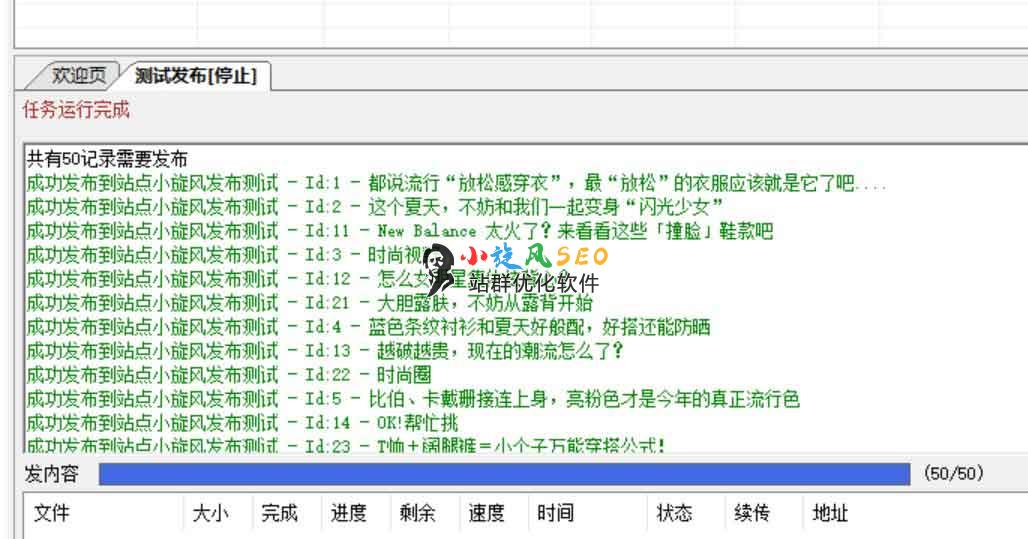 欢迎页 测试发布[停止]
任务运行完成
共有50记录需要发布
成功发布到站点小旋风发布测试 - Id:1 - 都说流行“放松感穿衣”，最“放松”的衣服应该就是它了吧....
成功发布到站点小旋风发布测试 - Id:2 - 这个夏天，不妨和我们一起变身“闪光少女”
成功发布到站点小旋风发布测试 - Id:11 - New Balance 太火了？来看看这些「撞脸」鞋款吧
成功发布到站点小旋风发布测试 - Id:3 - 时尚视
小旋风SEO
成功发布到站点小旋风发布测试 - Id:12 - 怎么女
站群优化软件
成功发布到站点小旋风发布测试 - Id:21 - 大胆露肤，不妨从露背开始
成功发布到站点小旋风发布测试 - Id:4 - 蓝色条纹衬衫和夏天好般配，好搭还能防晒
成功发布到站点小旋风发布测试 - Id:13 - 越破越贵，现在的潮流怎么了？
成功发布到站点小旋风发布测试 - Id:22 - 时尚圈
成功发布到站点小旋风发布测试 - Id:5 - 比伯、卡戴珊接连上身，亮粉色才是今年的真正流行色
成功发布到站点小旋风发布测试 - Id:14 - OK!帮忙挑
成功发布到站点小旋风发布测试 - Id:23 - T恤＋阔腿裤＝小个子万能穿搭公式！
发内容 (50/50)
文件 大小 完成 进度 剩余 速度 时间 状态 续传 地址